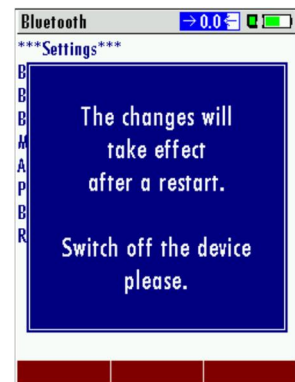 Bluetooth →0.0←
***Settings***
B
B
B
M
A
P
B
R
The changes will
take effect
after a restart.
Switch off the device
please.